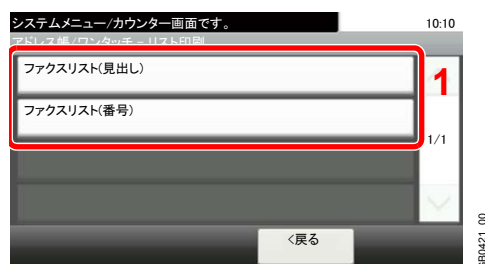 システムメニュー/カウンター画面です。
10:10
アドレス帳/ワンタッチ - リスト印刷
ファクスリスト(見出し)
1
ファクスリスト(番号)
1/1
<戻る
GB0421_00